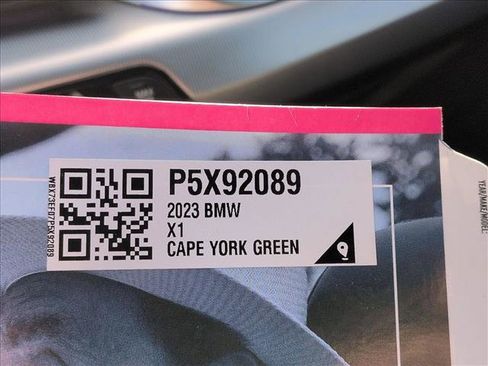 P5X92089
2023 BMW
X1
CAPE YORK GREEN
WBX73EF07P5X92089
YEAR/MAKE/MODEL: